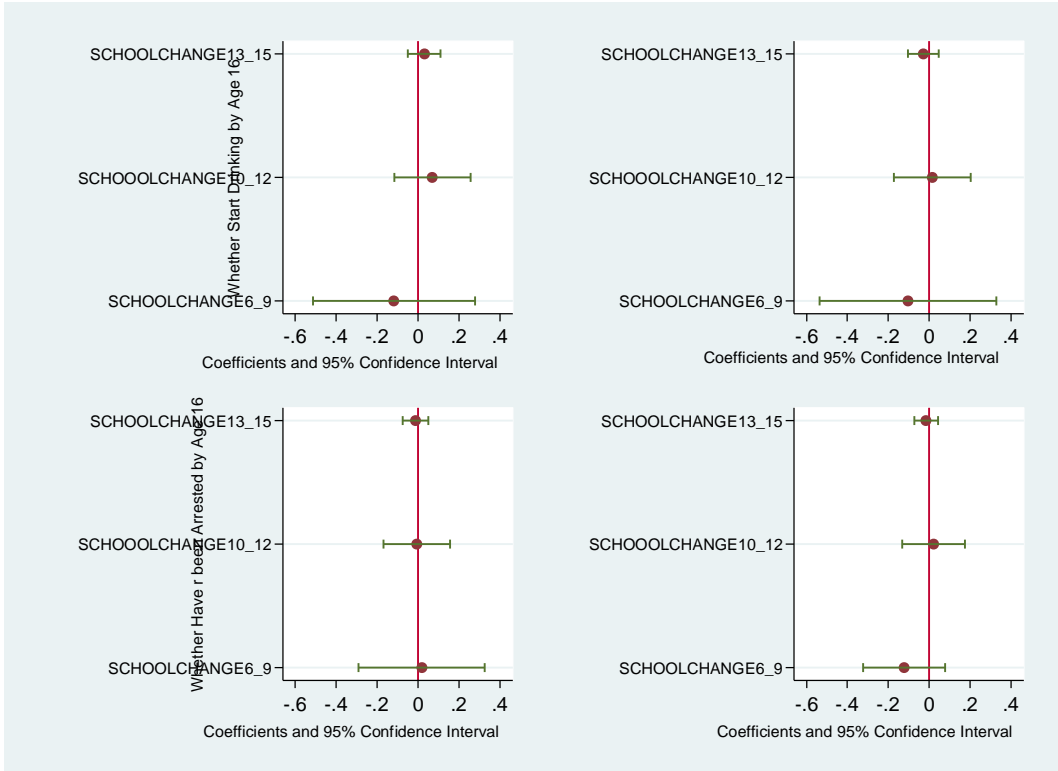 Whether Start Drinking by Age 16
SCHOOLCHANGE13_15
SCHOOOLCHANGE10_12
SCHOOLCHANGE6_9
-.6 -.4 -.2 0 .2 .4
Coefficients and 95% Confidence Interval
SCHOOLCHANGE13_15
SCHOOOLCHANGE10_12
SCHOOLCHANGE6_9
-.6 -.4 -.2 0 .2 .4
Coefficients and 95% Confidence Interval
Whether Have r been Arrested by Age 16
SCHOOLCHANGE13_15
SCHOOOLCHANGE10_12
SCHOOLCHANGE6_9
-.6 -.4 -.2 0 .2 .4
Coefficients and 95% Confidence Interval
SCHOOLCHANGE13_15
SCHOOOLCHANGE10_12
SCHOOLCHANGE6_9
-.6 -.4 -.2 0 .2 .4
Coefficients and 95% Confidence Interval